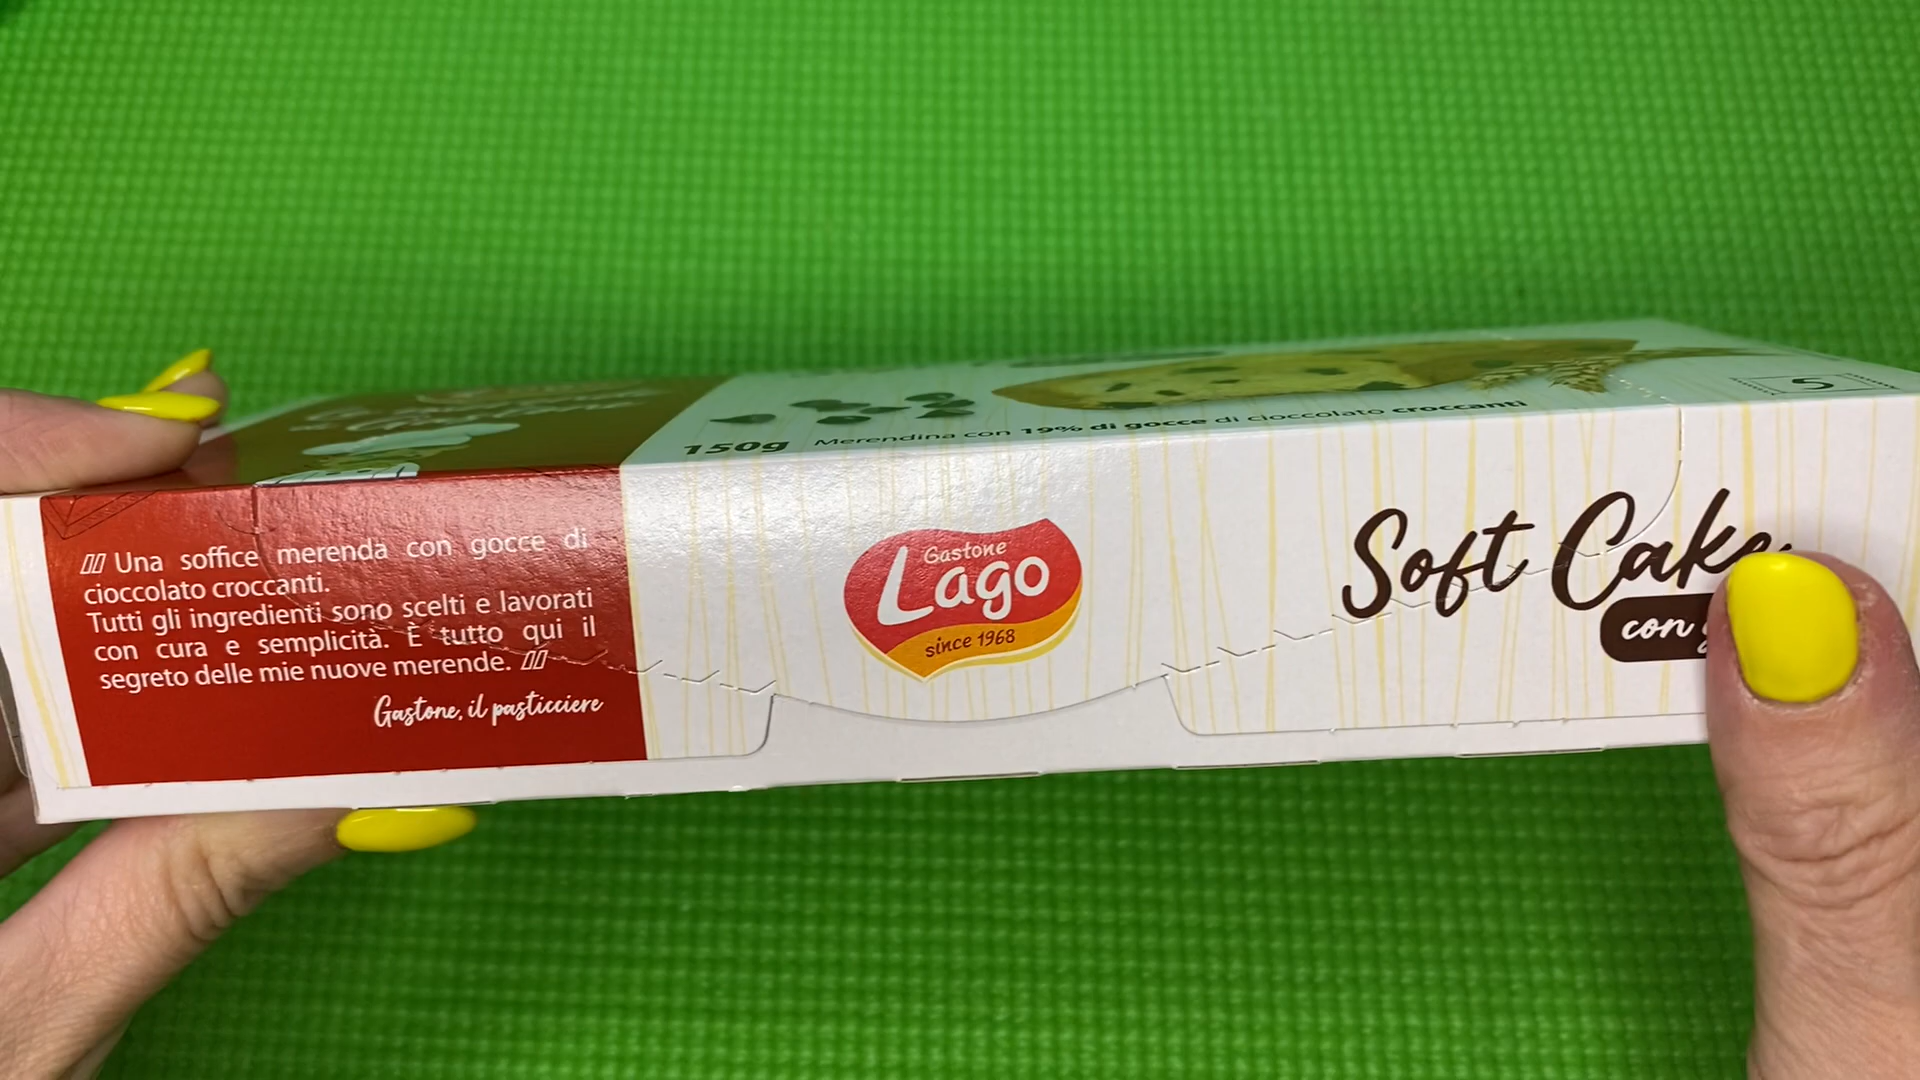 150g Merendina con 19% di gocce di cioccolato croccanti
5
Una soffice merenda con gocce di
cioccolato croccanti.
Tutti gli ingredienti sono scelti e lavorati
con cura e semplicità. È tutto qui il
segreto delle mie nuove merende.
Gastone, il pasticciere
Gastone
Lago
since 1968
Soft Cake
con